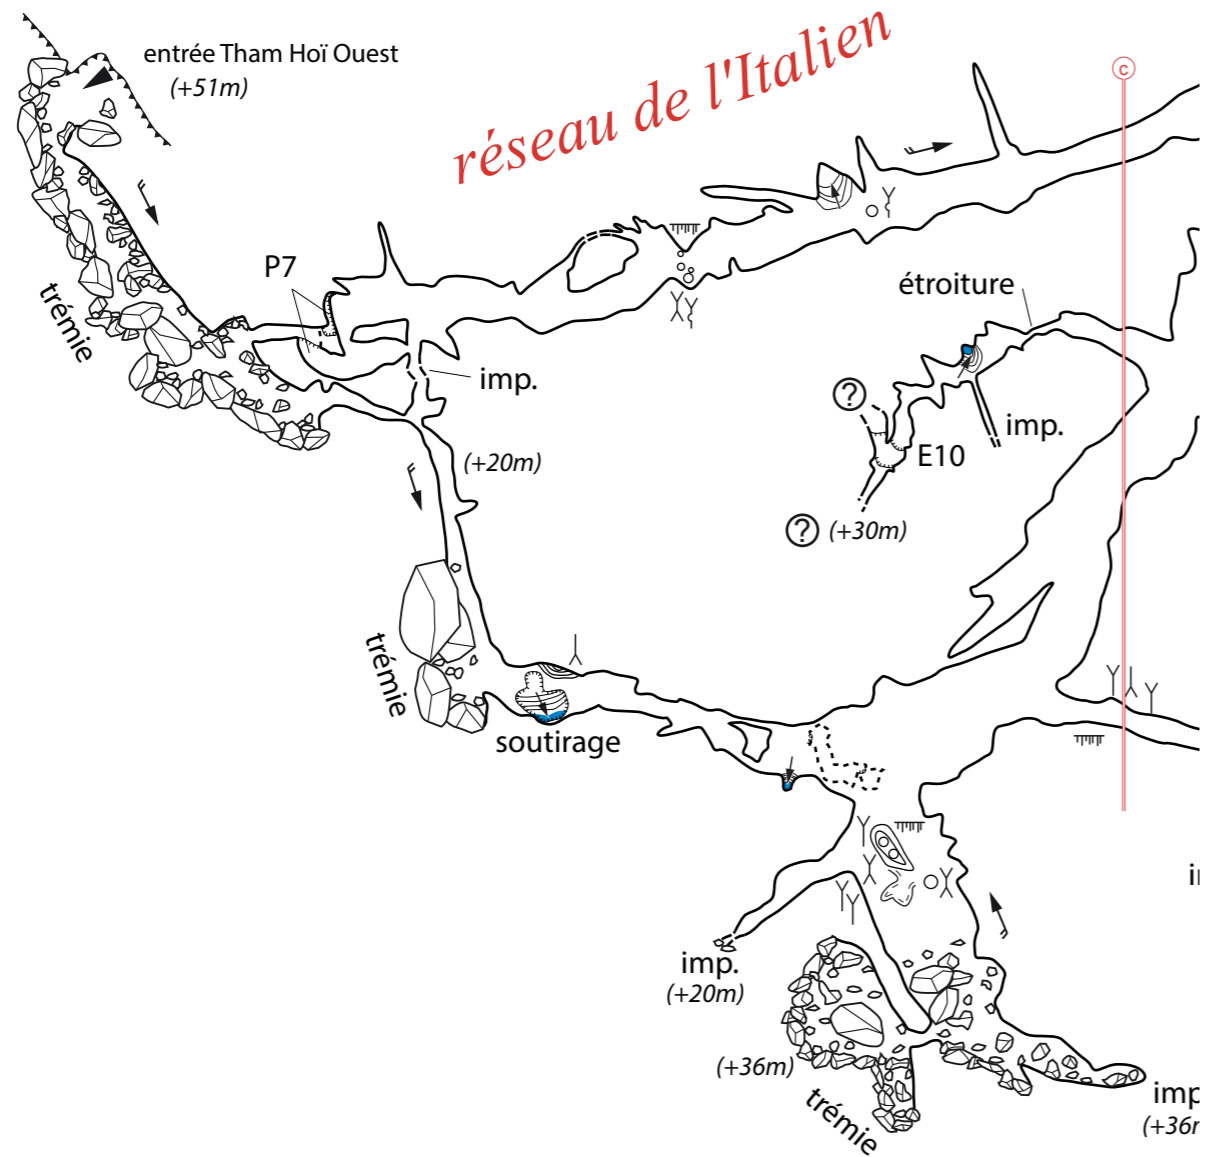 entrée Tham Hoï Ouest
(+51m)
réseau de l'Italien
c
P7
étroiture
trémie
imp.
?
imp.
E10
(+20m)
? (+30m)
trémie
soutirage
imp.
(+20m)
(+36m)
trémie
imp
(+36